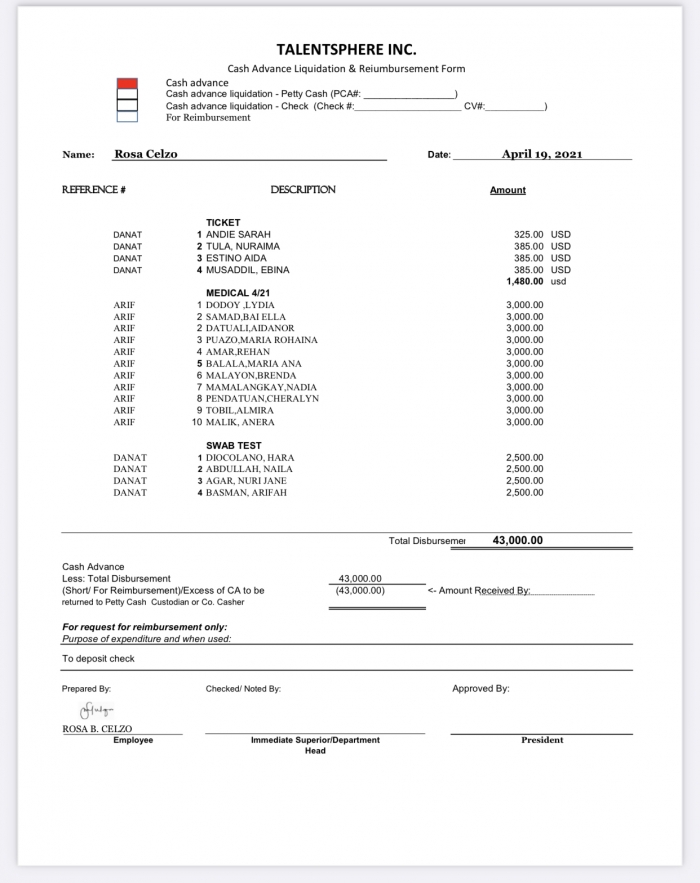 TALENTSPHERE INC.
Cash Advance Liquidation & Reiumbursement Form
Cash advance
Cash advance liquidation - Petty Cash (PCA#: __________________)
Cash advance liquidation - Check (Check #:___________________ CV#:___________)
For Reimbursement
Name: Rosa Celzo Date: April 19, 2021
REFERENCE # DESCRIPTION Amount
TICKET
DANAT 1 ANDIE SARAH 325.00 USD
DANAT 2 TULA, NURAIMA 385.00 USD
DANAT 3 ESTINO AIDA 385.00 USD
DANAT 4 MUSADDIL, EBINA 385.00 USD
1,480.00 usd
MEDICAL 4/21
ARIF 1 DODOY ,LYDIA 3,000.00
ARIF 2 SAMAD,BAI ELLA 3,000.00
ARIF 2 DATUALI,AIDANOR 3,000.00
ARIF 3 PUAZO,MARIA ROHAINA 3,000.00
ARIF 4 AMAR,REHAN 3,000.00
ARIF 5 BALALA,MARIA ANA 3,000.00
ARIF 6 MALAYON,BRENDA 3,000.00
ARIF 7 MAMALANGKAY,NADIA 3,000.00
ARIF 8 PENDATUAN,CHERALYN 3,000.00
ARIF 9 TOBIL,ALMIRA 3,000.00
ARIF 10 MALIK, ANERA 3,000.00
SWAB TEST
DANAT 1 DIOCOLANO, HARA 2,500.00
DANAT 2 ABDULLAH, NAILA 2,500.00
DANAT 3 AGAR, NURI JANE 2,500.00
DANAT 4 BASMAN, ARIFAH 2,500.00
Total Disbursemer 43,000.00
Cash Advance
Less: Total Disbursement 43,000.00
(Short/ For Reimbursement)/Excess of CA to be (43,000.00) <- Amount Received By:____________
returned to Petty Cash Custodian or Co. Casher
For request for reimbursement only:
Purpose of expenditure and when used:
To deposit check
Prepared By: Checked/ Noted By: Approved By:
ROSA B. CELZO
Employee Immediate Superior/Department President
Head